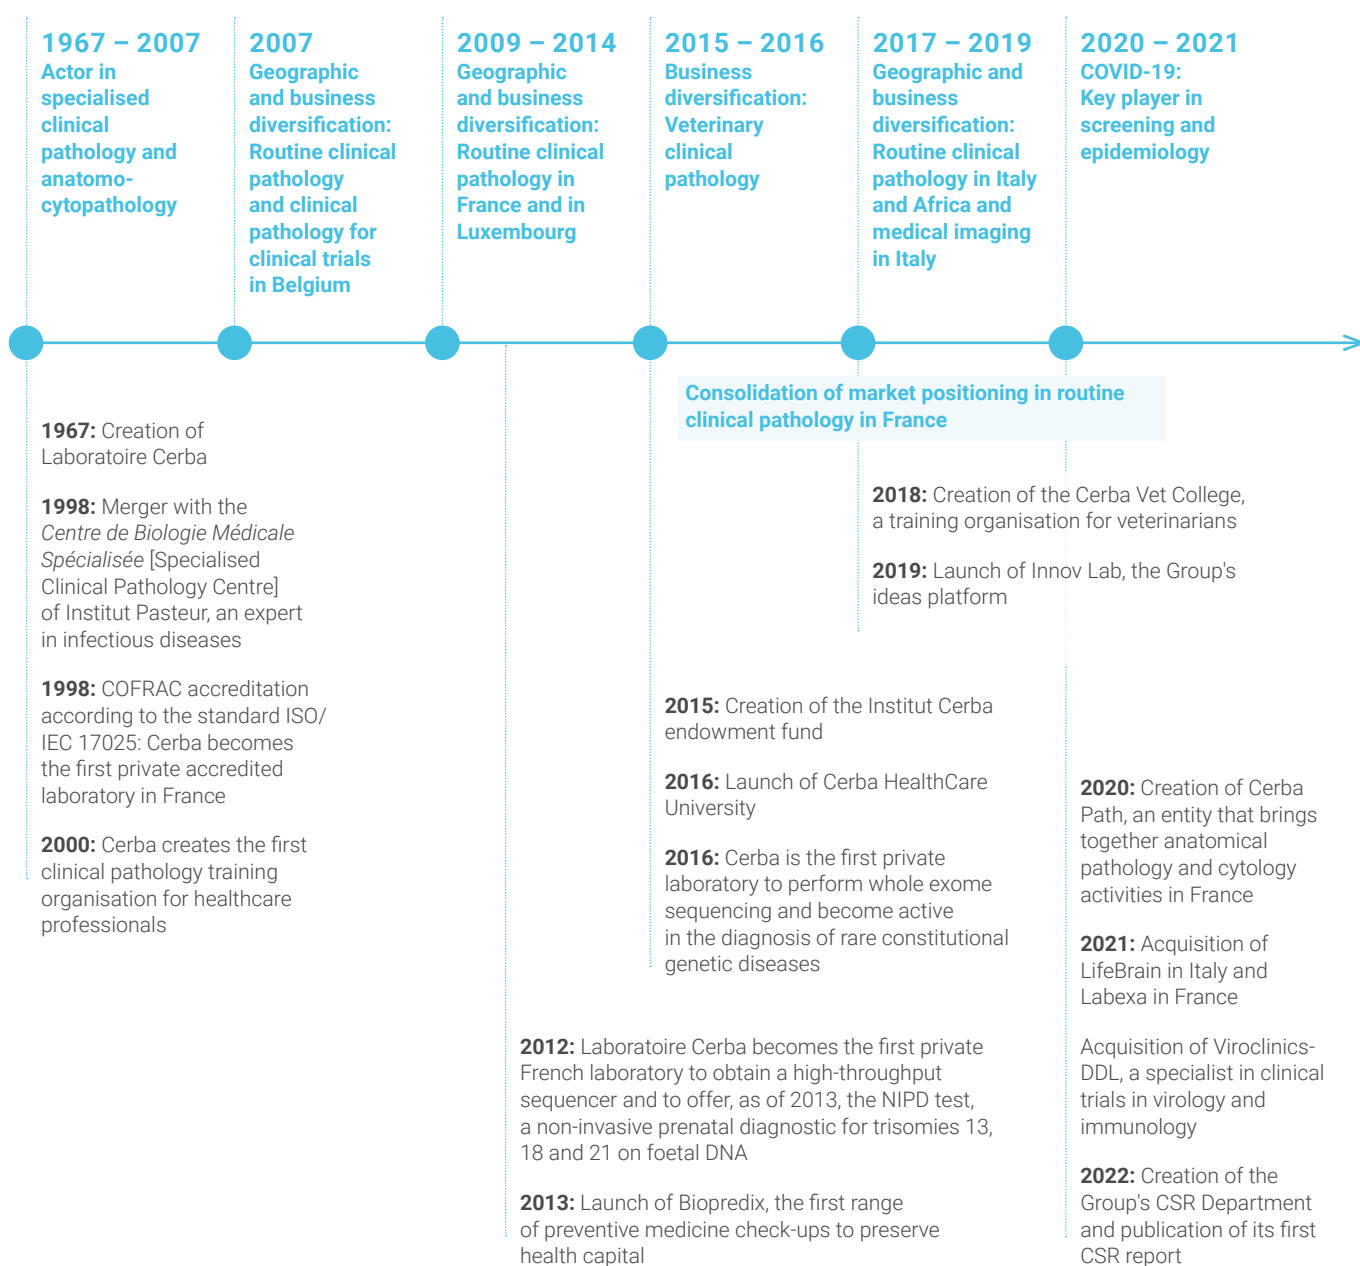 1967 – 2007
Actor in
specialised
clinical
pathology and
anatomo-
cytopathology
2007
Geographic
and business
diversification:
Routine clinical
pathology
and clinical
pathology for
clinical trials
in Belgium
2009 – 2014
Geographic
and business
diversification:
Routine clinical
pathology in
France and in
Luxembourg
2015 – 2016
Business
diversification:
Veterinary
clinical
pathology
2017 – 2019
Geographic and
business
diversification:
Routine clinical
pathology in Italy
and Africa and
medical imaging
in Italy
2020 – 2021
COVID-19:
Key player in
screening and
epidemiology
Consolidation of market positioning in routine
clinical pathology in France
1967: Creation of
Laboratoire Cerba
1998: Merger with the
Centre de Biologie Médicale
Spécialisée [Specialised
Clinical Pathology Centre]
of Institut Pasteur, an expert
in infectious diseases
1998: COFRAC accreditation
according to the standard ISO/
IEC 17025: Cerba becomes
the first private accredited
laboratory in France
2000: Cerba creates the first
clinical pathology training
organisation for healthcare
professionals
2012: Laboratoire Cerba becomes the first private
French laboratory to obtain a high-throughput
sequencer and to offer, as of 2013, the NIPD test,
a non-invasive prenatal diagnostic for trisomies 13,
18 and 21 on foetal DNA
2013: Launch of Biopredix, the first range
of preventive medicine check-ups to preserve
health capital
2015: Creation of the Institut Cerba
endowment fund
2016: Launch of Cerba HealthCare
University
2016: Cerba is the first private
laboratory to perform whole exome
sequencing and become active
in the diagnosis of rare constitutional
genetic diseases
2018: Creation of the Cerba Vet College,
a training organisation for veterinarians
2019: Launch of Innov Lab, the Group's
ideas platform
2020: Creation of Cerba
Path, an entity that brings
together anatomical
pathology and cytology
activities in France
2021: Acquisition of
LifeBrain in Italy and
Labexa in France
Acquisition of Viroclinics-
DDL, a specialist in clinical
trials in virology and
immunology
2022: Creation of the
Group's CSR Department
and publication of its first
CSR report